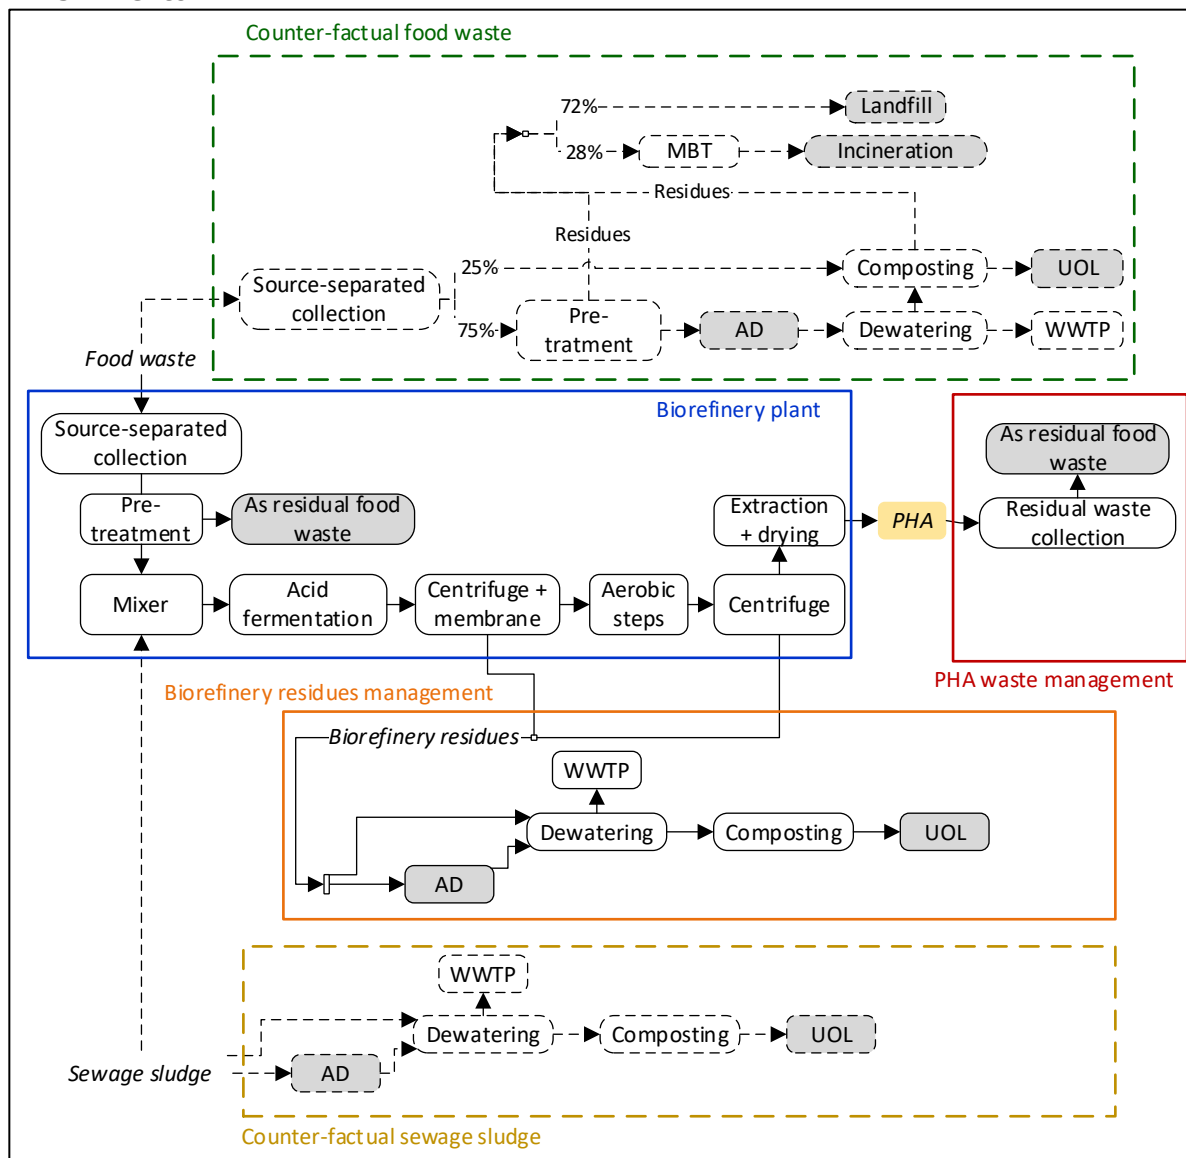 Counter-factual food waste
72%
Landfill
28%
MBT
Incineration
Residues
Residues
25%
Composting
UOL
Source-separated
collection
75%
Pre-
tratment
AD
Dewatering
WWTP
Food waste
Biorefinery plant
Source-separated
collection
As residual food
waste
Pre-
treatment
As residual food
waste
Extraction
+ drying
PHA
Residual waste
collection
Mixer
Acid
fermentation
Centrifuge +
membrane
Aerobic
steps
Centrifuge
Biorefinery residues management
PHA waste management
Biorefinery residues
WWTP
Dewatering
Composting
UOL
AD
WWTP
Dewatering
Composting
UOL
Sewage sludge
AD
Counter-factual sewage sludge